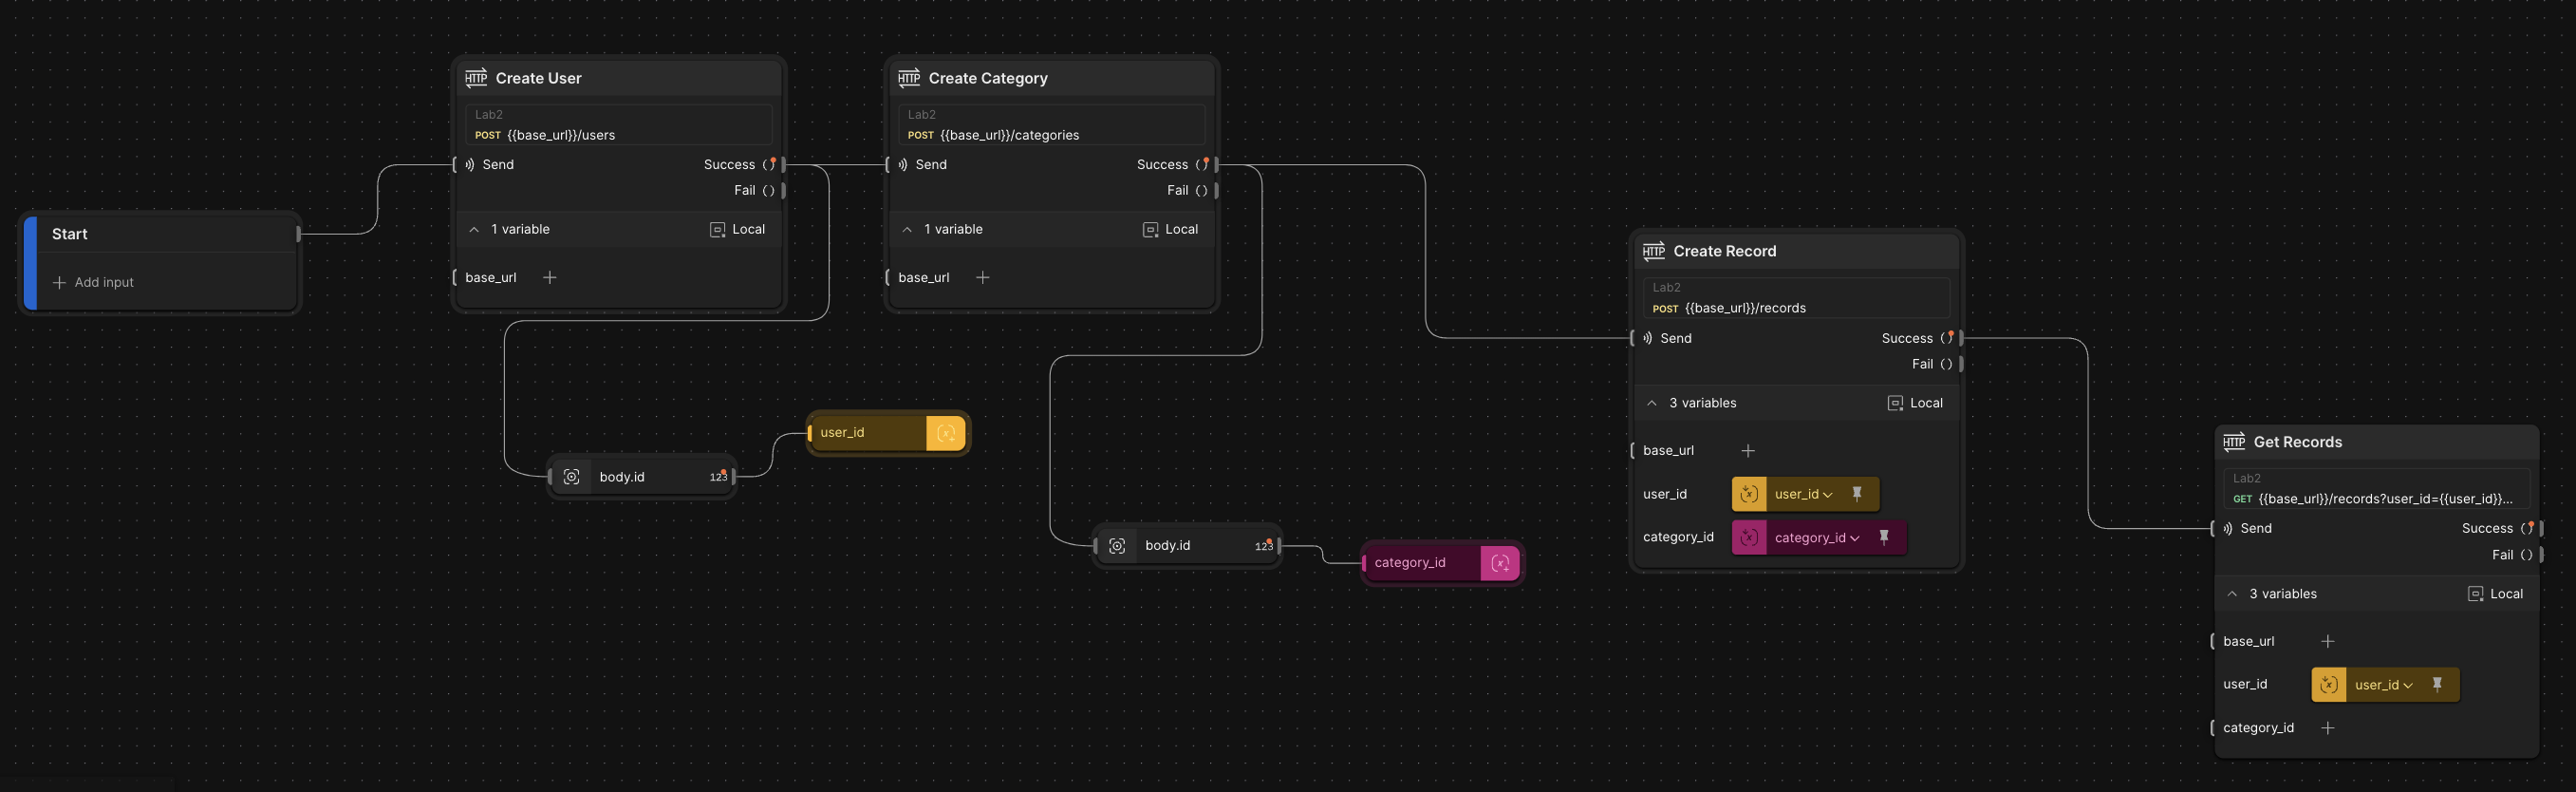 Start
Add input
HTTP Create User
Lab2
POST {{base_url}}/users
Send Success ()
Fail ()
1 variable Local
base_url
body.id 123
user_id
HTTP Create Category
Lab2
POST {{base_url}}/categories
Send Success ()
Fail ()
1 variable Local
base_url
body.id 123
category_id
HTTP Create Record
Lab2
POST {{base_url}}/records
Send Success ()
Fail ()
3 variables Local
base_url
user_id user_id
category_id category_id
HTTP Get Records
Lab2
GET {{base_url}}/records?user_id={{user_id}}...
Send Success ()
Fail ()
3 variables Local
base_url
user_id user_id
category_id